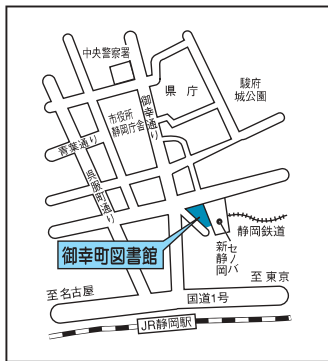 中央警察署
県庁
駿府
城公園
御幸通り
市役所
静岡庁舎
青葉通り
呉服町通り
御幸町図書館
新静岡
セノバ
静岡鉄道
至名古屋
至東京
国道1号
JR静岡駅